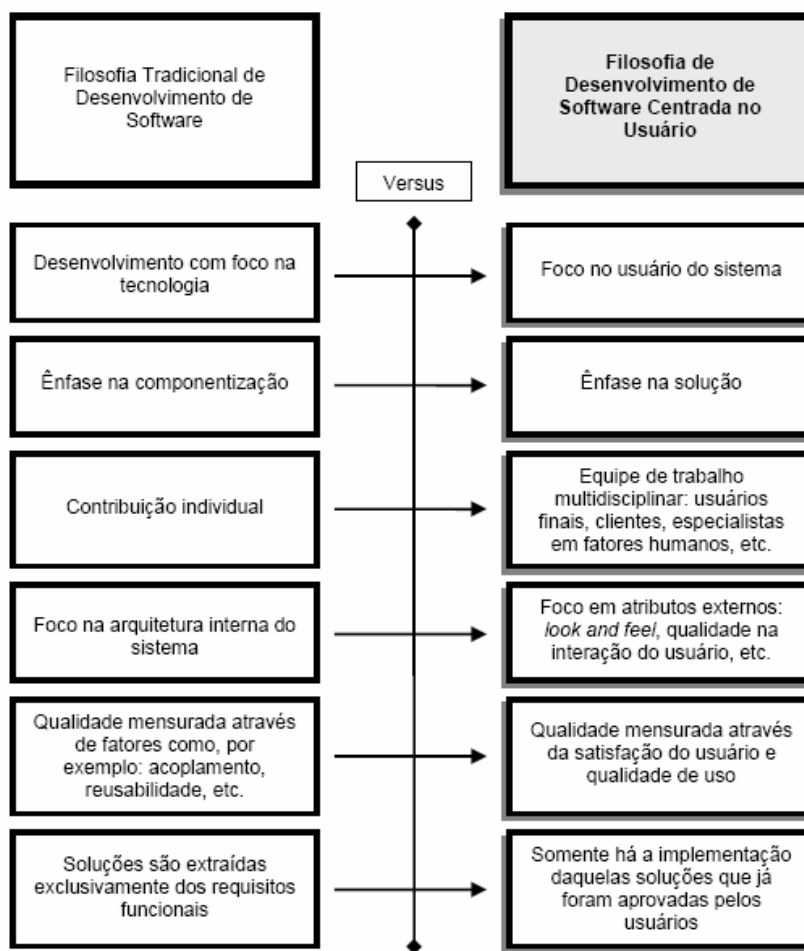 Filosofia Tradicional de
Desenvolvimento de
Software
Filosofia de
Desenvolvimento de
Software Centrada no
Usuário
Versus
Desenvolvimento com foco na
tecnologia
Foco no usuário do sistema
Ênfase na componentização
Ênfase na solução
Contribuição individual
Equipe de trabalho
multidisciplinar: usuários
finais, clientes, especialistas
em fatores humanos, etc.
Foco na arquitetura interna do
sistema
Foco em atributos externos:
look and feel, qualidade na
interação do usuário, etc.
Qualidade mensurada através
de fatores como, por
exemplo: acoplamento,
reusabilidade, etc.
Qualidade mensurada através
da satisfação do usuário e
qualidade de uso
Soluções são extraídas
exclusivamente dos requisitos
funcionais
Somente há a implementação
daquelas soluções que já
foram aprovadas pelos
usuários